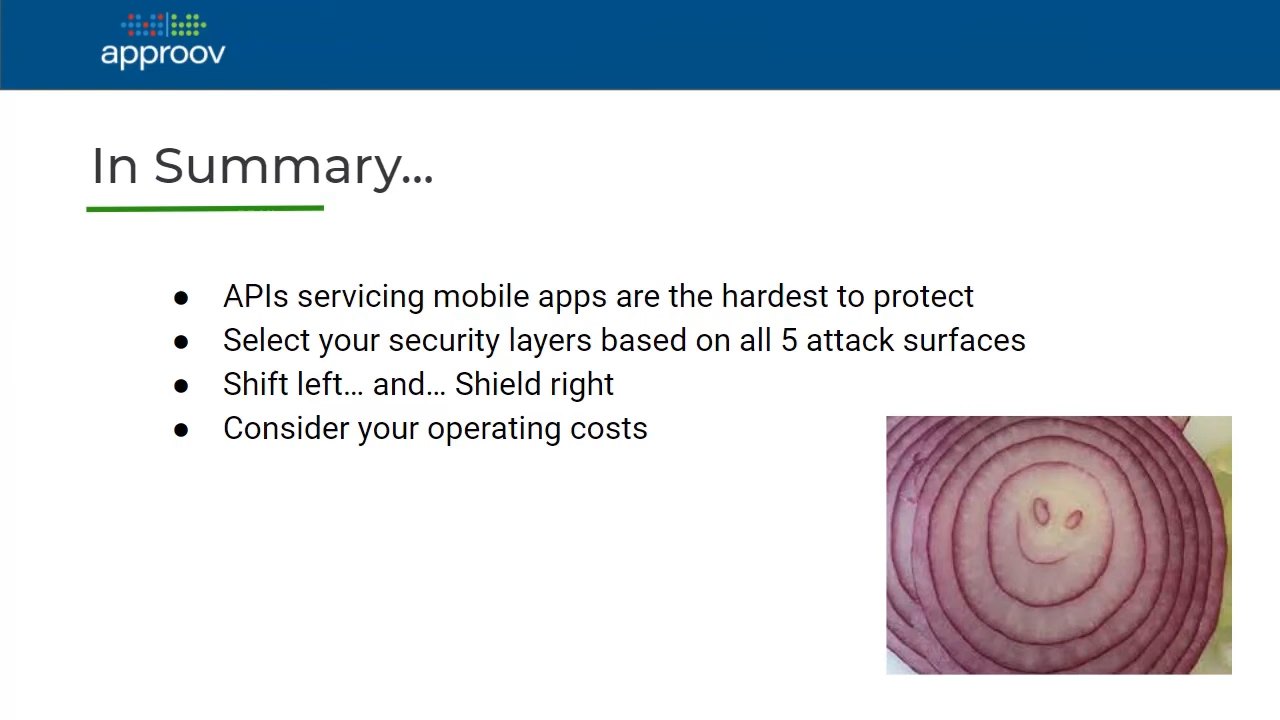 approov
In Summary...
● APIs servicing mobile apps are the hardest to protect
● Select your security layers based on all 5 attack surfaces
● Shift left... and... Shield right
● Consider your operating costs